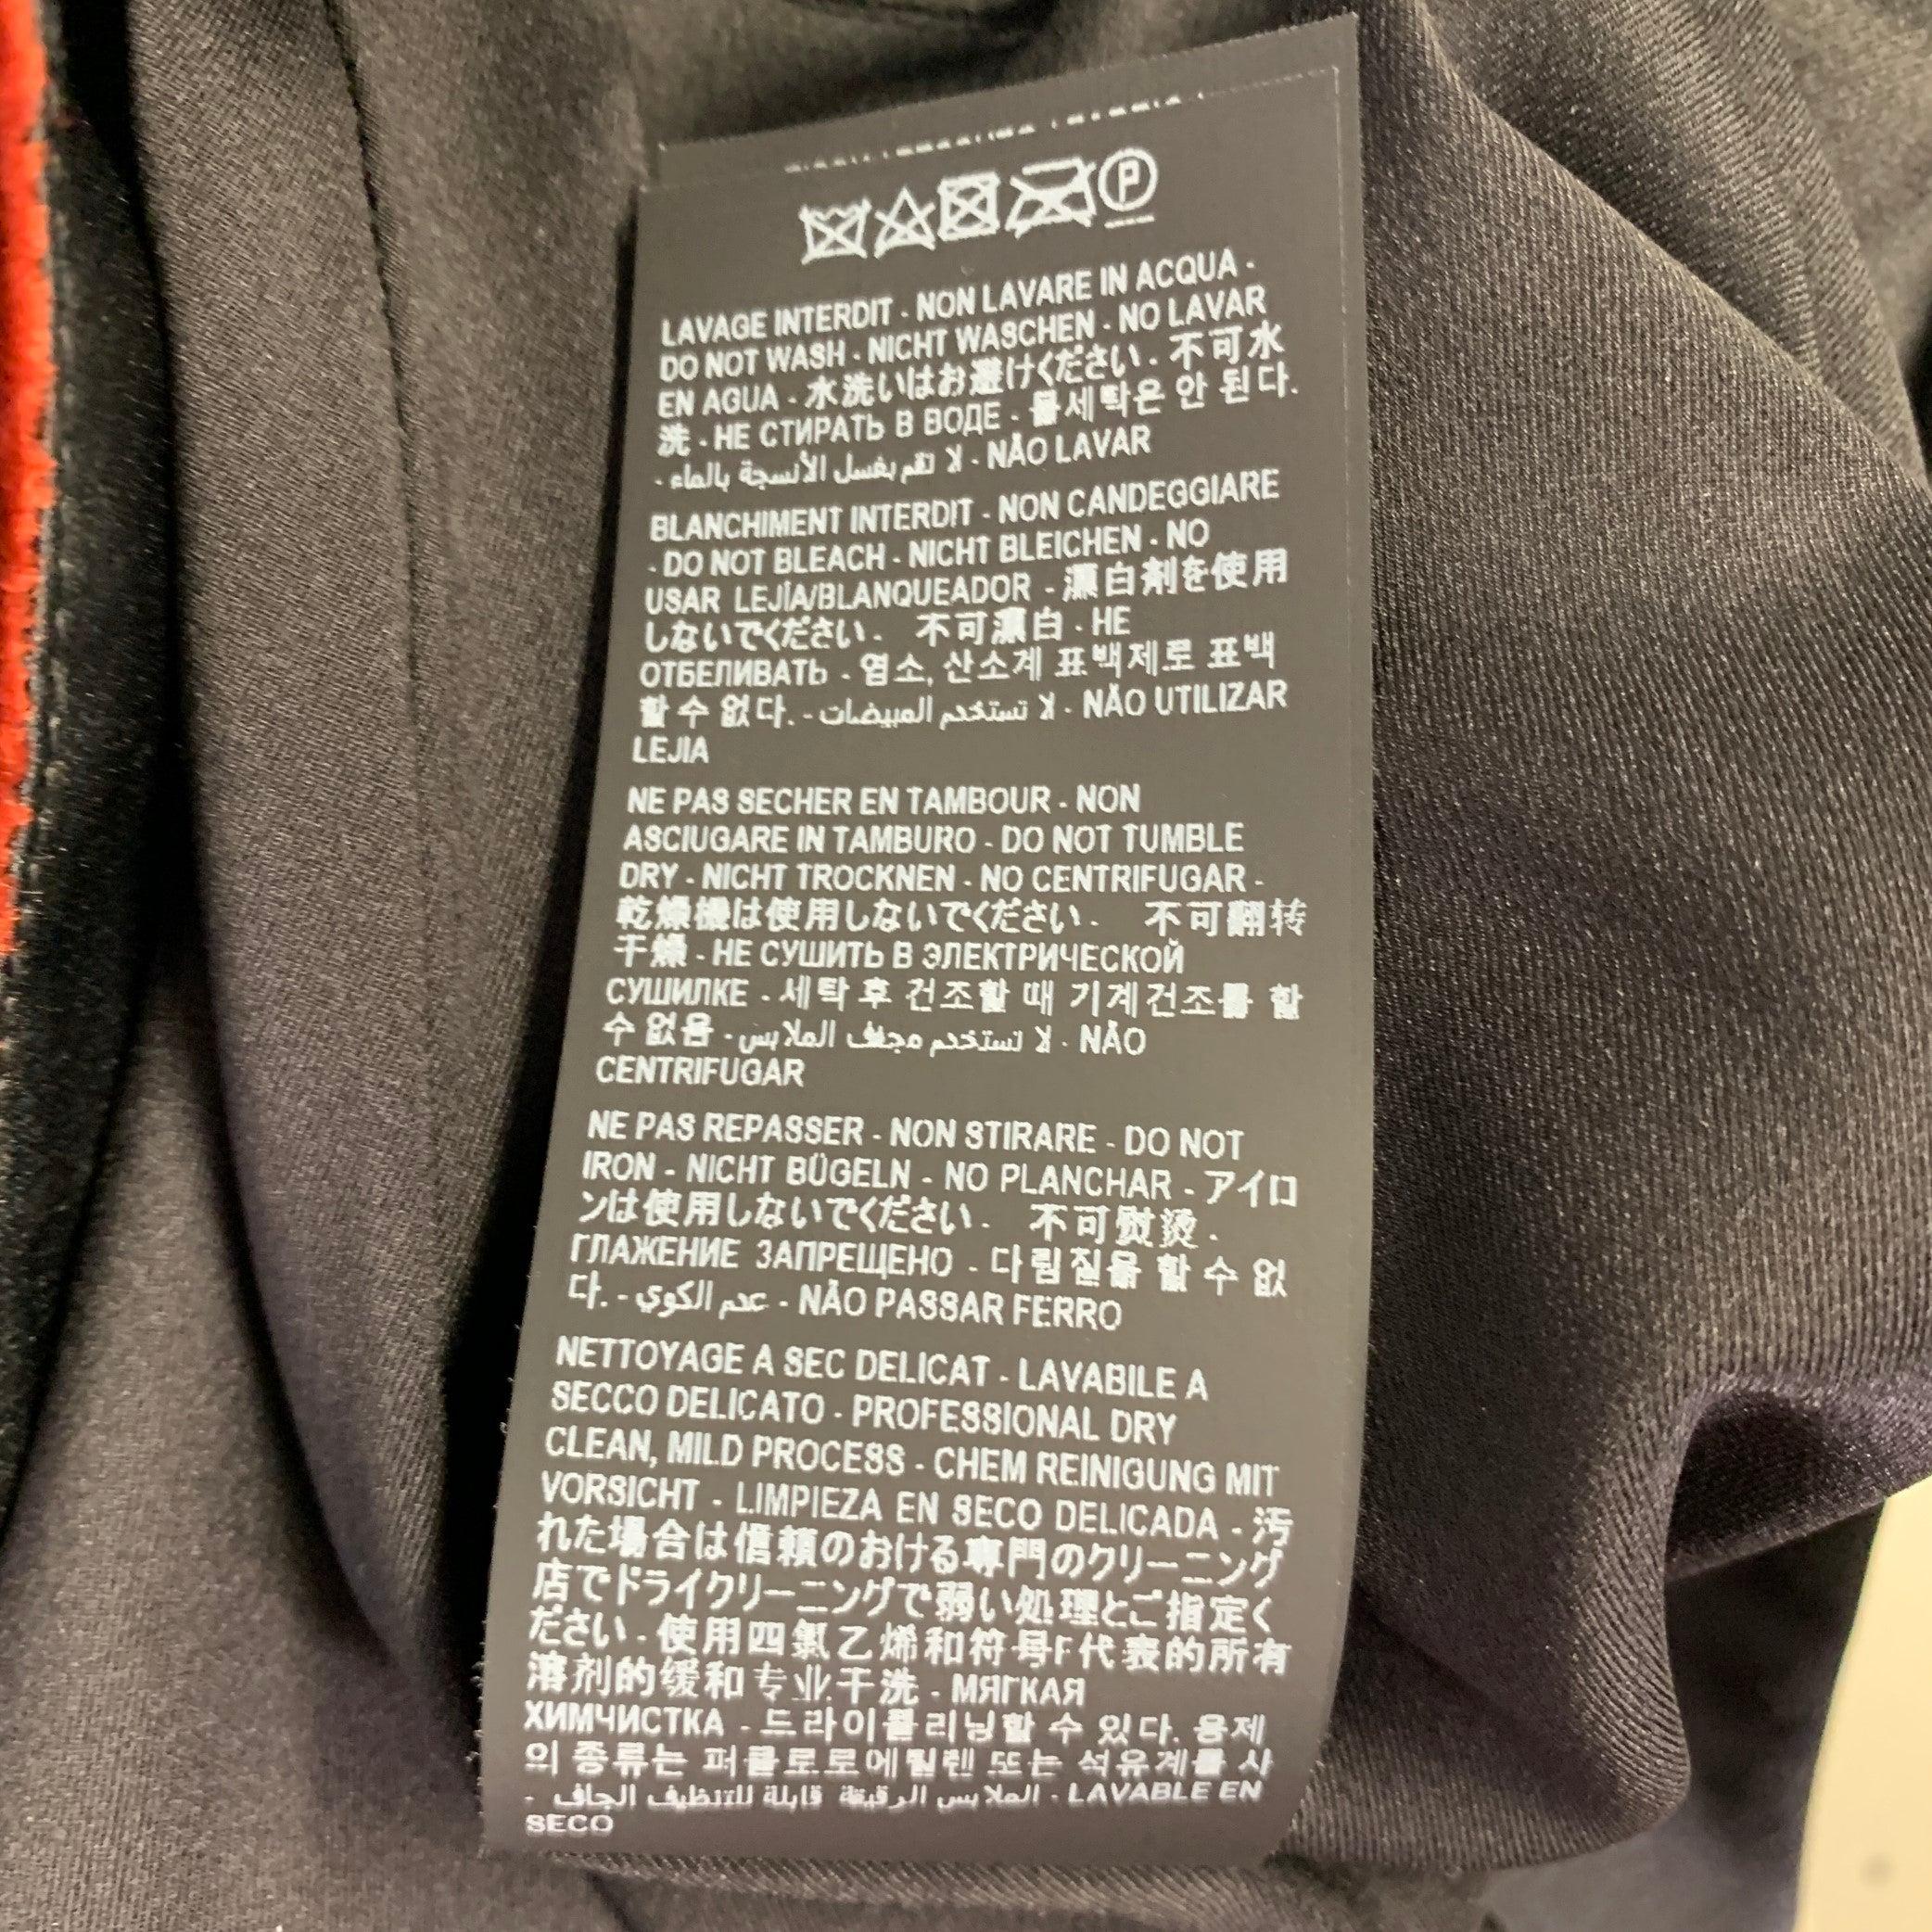 P
LAVAGE INTERDIT - NON LAVARE IN ACQUA -
DO NOT WASH - NICHT WASCHEN - NO LAVAR
EN AGUA - 水洗いはお避けください - 不可水
洗 - НЕ СТИРАТЬ В ВОДЕ - 물세탁은 안 된다.
- لا تقم بغسل الأنسجة بالماء - NÃO LAVAR
BLANCHIMENT INTERDIT - NON CANDEGGIARE
- DO NOT BLEACH - NICHT BLEICHEN - NO
USAR LEJÍA/BLANQUEADOR - 漂白剤を使用
しないでください - 不可漂白 - НЕ
ОТБЕЛИВАТЬ - 염소, 산소계 표백제로 표백
할 수 없다. - لا تستخدم المبيضات - NÃO UTILIZAR
LEJIA
NE PAS SECHER EN TAMBOUR - NON
ASCIUGARE IN TAMBURO - DO NOT TUMBLE
DRY - NICHT TROCKNEN - NO CENTRIFUGAR -
乾燥機は使用しないでください - 不可翻转
干燥 - НЕ СУШИТЬ В ЭЛЕКТРИЧЕСКОЙ
СУШИЛКЕ - 세탁 후 건조할 때 기계건조를 할
수 없음 - لا تستخدم مجفف الملابس - NÃO
CENTRIFUGAR
NE PAS REPASSER - NON STIRARE - DO NOT
IRON - NICHT BÜGELN - NO PLANCHAR - アイロ
ンは使用しないでください - 不可熨烫 -
ГЛАЖЕНИЕ ЗАПРЕЩЕНО - 다림질을 할 수 없
다. - عدم الكوي - NÃO PASSAR FERRO
NETTOYAGE A SEC DELICAT - LAVABILE A
SECCO DELICATO - PROFESSIONAL DRY
CLEAN, MILD PROCESS - CHEM REINIGUNG MIT
VORSICHT - LIMPIEZA EN SECO DELICADA - 汚
れた場合は信頼のおける専門のクリーニング
店でドライクリーニングで弱い処理とご指定く
ださい - 使用四氯乙烯和符号F代表的所有
溶剂的缓和专业干洗 - МЯГКАЯ
ХИМЧИСТКА - 드라이클리닝할 수 있다. 용제
의 종류는 퍼클로로에틸렌 또는 석유계를 사
- الملابس الرقيقة قابلة للتنظيف الجاف - LAVABLE EN
SECO